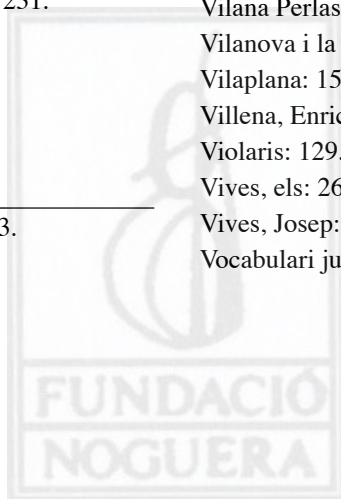 231.
3.
Vilana Perlas
Vilanova i la
Vilaplana: 15
Villena, Enric
Violaris: 129.
Vives, els: 26
Vives, Josep:
Vocabulari ju
FUNDACIÓ
NOGUERA